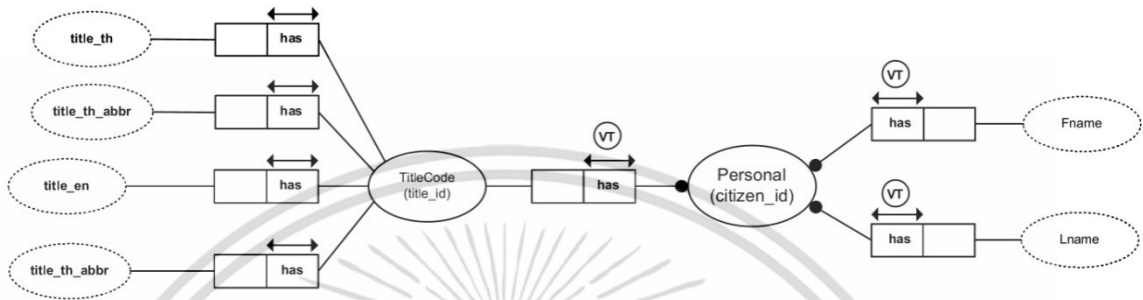 title_th
has
title_th_abbr
has
title_en
has
title_th_abbr
has
TitleCode
(title_id)
VT
has
Personal
(citizen_id)
VT
has
Fname
VT
has
Lname